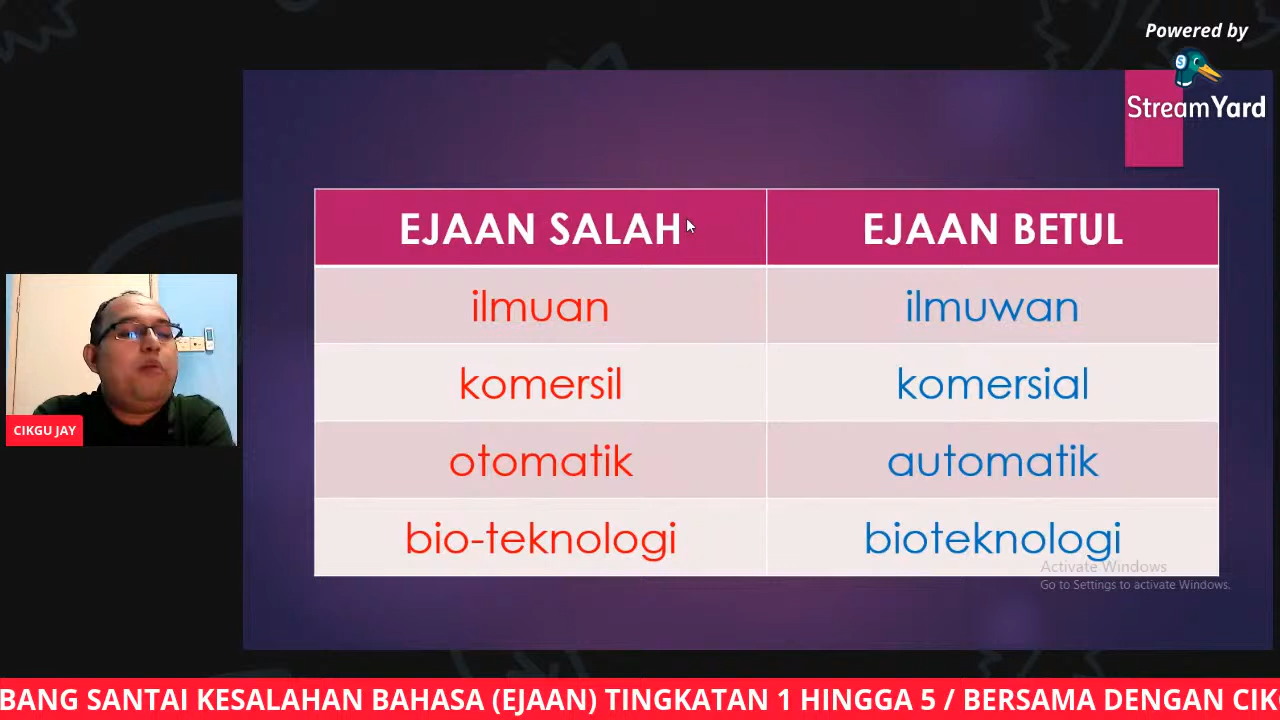 Powered by
StreamYard
EJAAN SALAH EJAAN BETUL
ilmuan ilmuwan
komersil komersial
otomatik automatik
bio-teknologi bioteknologi
Activate Windows
Go to Settings to activate Windows.
CIKGU JAY
BANG SANTAI KESALAHAN BAHASA (EJAAN) TINGKATAN 1 HINGGA 5 / BERSAMA DENGAN CIK